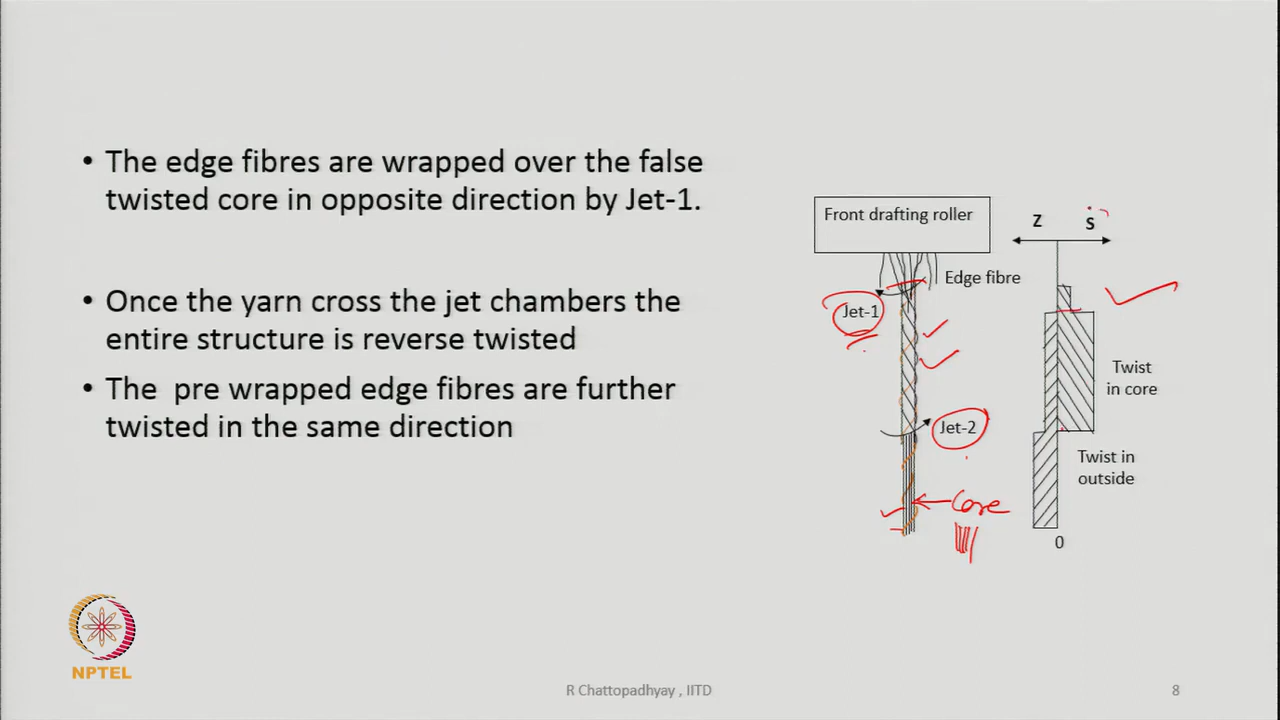 • The edge fibres are wrapped over the false
twisted core in opposite direction by Jet-1.
• Once the yarn cross the jet chambers the
entire structure is reverse twisted
• The pre wrapped edge fibres are further
twisted in the same direction
Front drafting roller
Edge fibre
Jet-1
Jet-2
Core
Z
S
Twist
in core
Twist in
outside
0
NPTEL
R Chattopadhyay , IITD
8